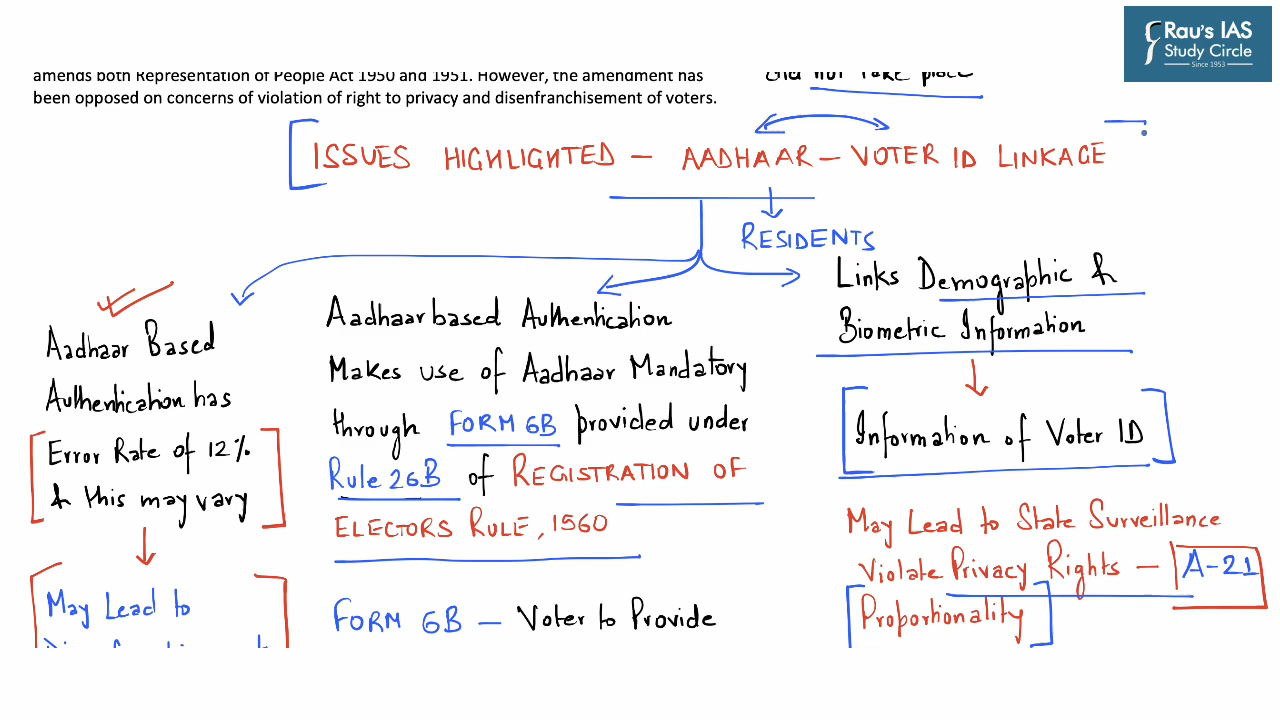 Rau's IAS
Study Circle
Since 1953
amends both Representation of People Act 1950 and 1951. However, the amendment has
been opposed on concerns of violation of right to privacy and disenfranchisement of voters.
did not take place
ISSUES HIGHLIGHTED – AADHAAR – VOTER ID LINKAGE
RESIDENTS
Aadhaar Based
Authentication has
Error Rate of 12%
& this may vary
May Lead to
Aadhaar based Authentication
Makes use of Aadhaar Mandatory
through FORM 6B provided under
Rule 26B of REGISTRATION OF
ELECTORS RULE, 1560
FORM 6B – Voter to Provide
Links Demographic &
Biometric Information
Information of Voter ID
May Lead to State Surveillance
Violate Privacy Rights – A-21
Proportionality